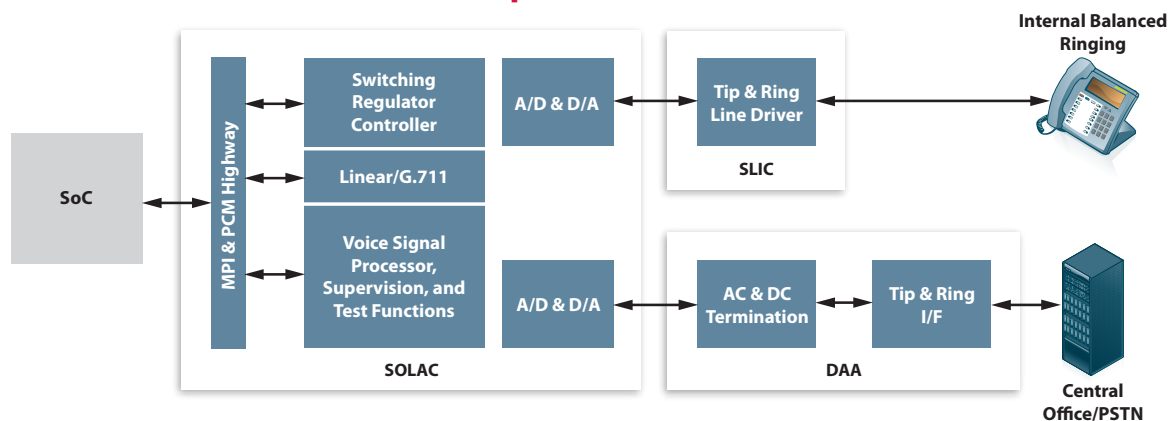 Internal Balanced
Ringing
SoC
MPI & PCM Highway
Switching
Regulator
Controller
Linear/G.711
Voice Signal
Processor,
Supervision, and
Test Functions
A/D & D/A
A/D & D/A
SOLAC
Tip & Ring
Line Driver
SLIC
AC & DC
Termination
Tip & Ring
I/F
DAA
Central
Office/PSTN